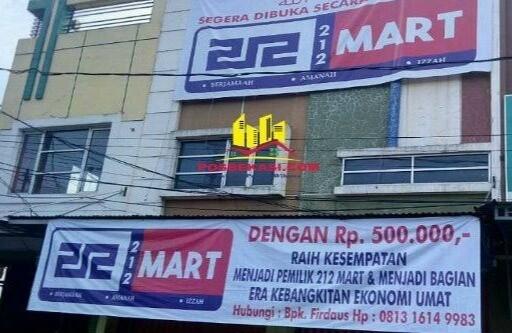 SEGERA DIBUKA SECARA
212 212 MART
• BERJAMAAH • AMANAH • IZZAH
POSBEKASI.COM
212 212 MART
• BERJAMAAH • AMANAH • IZZAH
DENGAN Rp. 500.000,-
RAIH KESEMPATAN
MENJADI PEMILIK 212 MART & MENJADI BAGIAN
ERA KEBANGKITAN EKONOMI UMAT
Hubungi : Bpk. Firdaus Hp : 0813 1614 9983